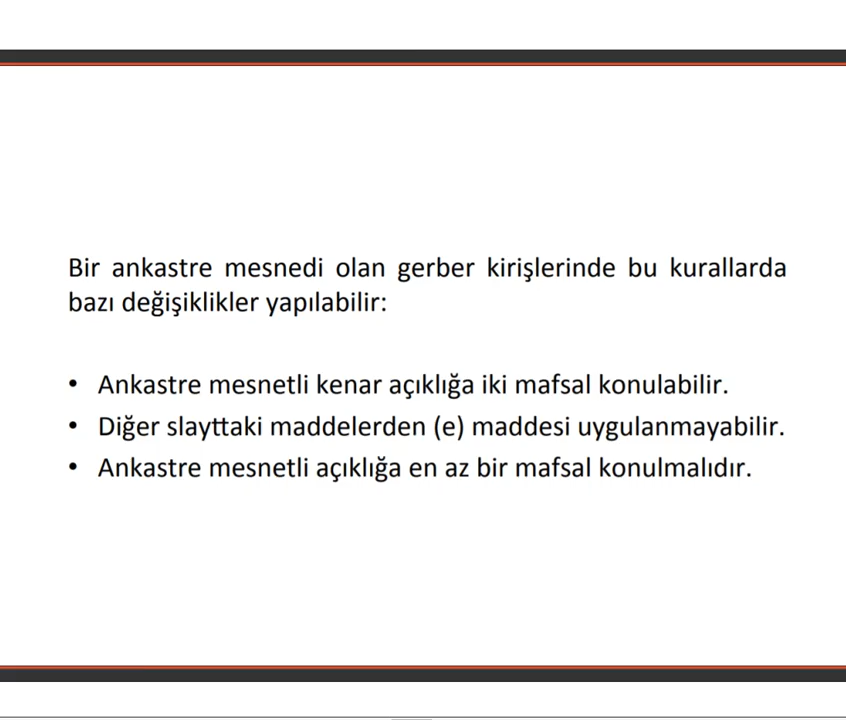 Bir ankastre mesnedi olan gerber kirişlerinde bu kurallarda
bazı değişiklikler yapılabilir:
• Ankastre mesnetli kenar açıklığa iki mafsal konulabilir.
• Diğer slayttaki maddelerden (e) maddesi uygulanmayabilir.
• Ankastre mesnetli açıklığa en az bir mafsal konulmalıdır.